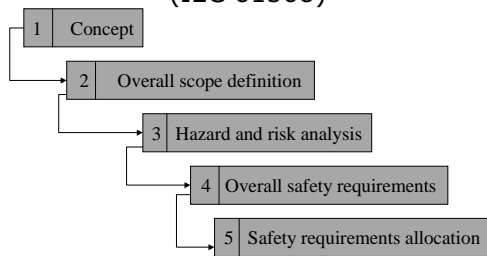 1 Concept
2 Overall scope definition
3 Hazard and risk analysis
4 Overall safety requirements
5 Safety requirements allocation